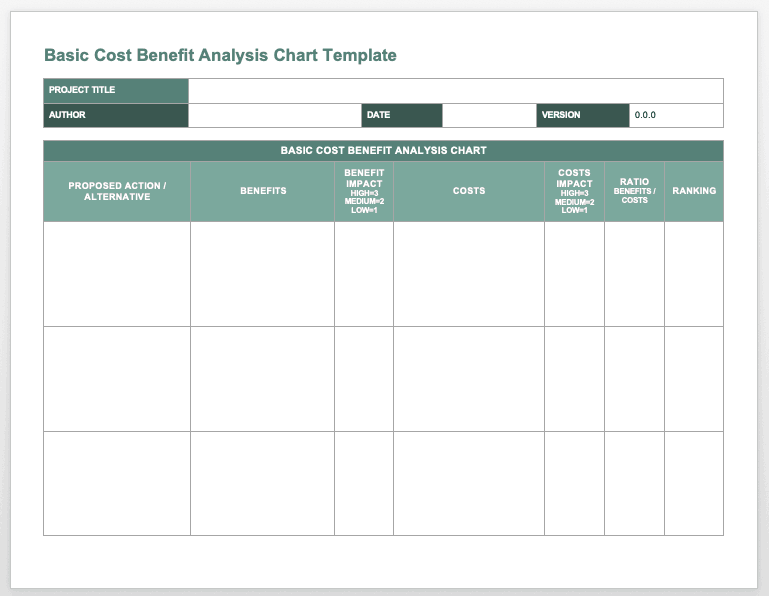 Basic Cost Benefit Analysis Chart Template
PROJECT TITLE
AUTHOR DATE VERSION 0.0.0
BASIC COST BENEFIT ANALYSIS CHART
PROPOSED ACTION /
ALTERNATIVE
BENEFITS
BENEFIT
IMPACT
HIGH=3
MEDIUM=2
LOW=1
COSTS
COSTS
IMPACT
HIGH=3
MEDIUM=2
LOW=1
RATIO
BENEFITS /
COSTS
RANKING